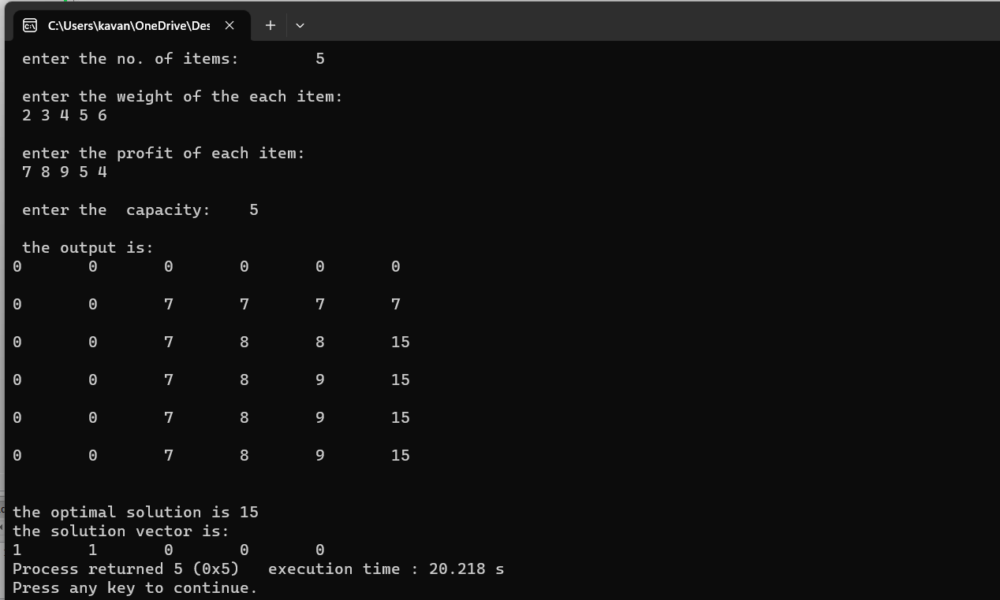 C:\Users\kavan\OneDrive\Des
enter the no. of items: 5
enter the weight of the each item:
2 3 4 5 6
enter the profit of each item:
7 8 9 5 4
enter the  capacity: 5
the output is:
0 0 0 0 0 0
0 0 7 7 7 7
0 0 7 8 8 15
0 0 7 8 9 15
0 0 7 8 9 15
0 0 7 8 9 15
the optimal solution is 15
the solution vector is:
1 1 0 0 0
Process returned 5 (0x5)   execution time : 20.218 s
Press any key to continue.